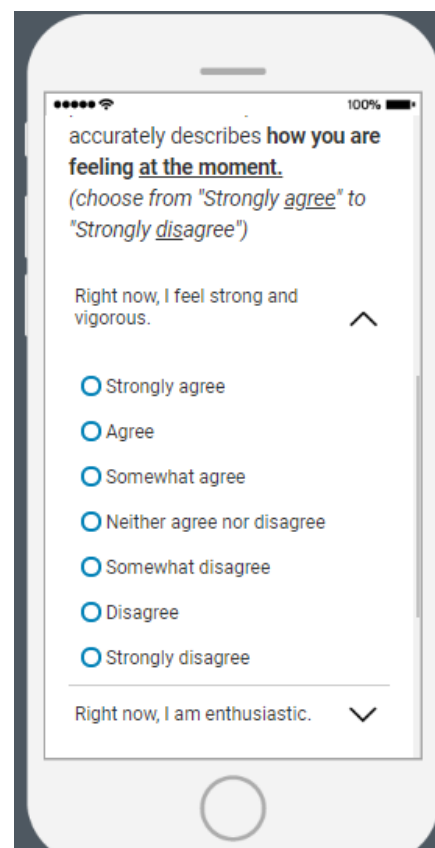 100%
accurately describes how you are
feeling at the moment.
(choose from "Strongly agree" to
"Strongly disagree")
Right now, I feel strong and
vigorous.
Strongly agree
Agree
Somewhat agree
Neither agree nor disagree
Somewhat disagree
Disagree
Strongly disagree
Right now, I am enthusiastic.